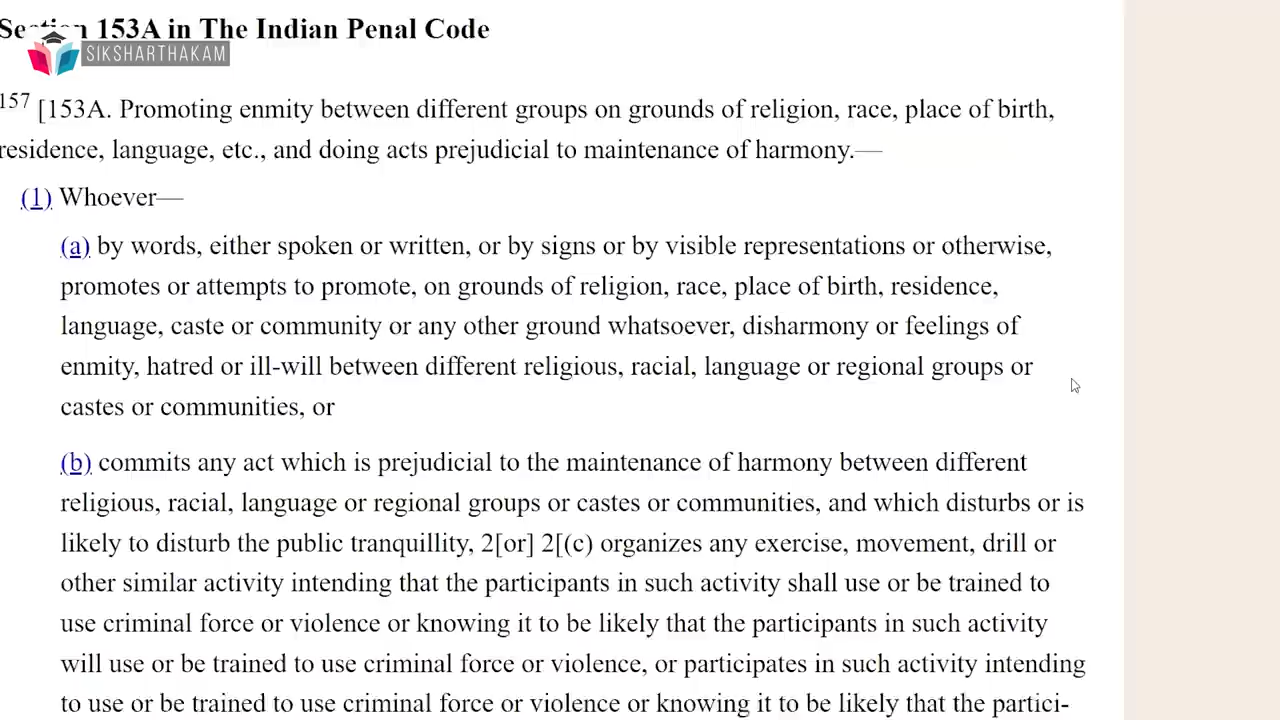 Section 153A in The Indian Penal Code
SIKSHARTHAKAM
157 [153A. Promoting enmity between different groups on grounds of religion, race, place of birth,
residence, language, etc., and doing acts prejudicial to maintenance of harmony.—
(1) Whoever—
(a) by words, either spoken or written, or by signs or by visible representations or otherwise,
promotes or attempts to promote, on grounds of religion, race, place of birth, residence,
language, caste or community or any other ground whatsoever, disharmony or feelings of
enmity, hatred or ill-will between different religious, racial, language or regional groups or
castes or communities, or
(b) commits any act which is prejudicial to the maintenance of harmony between different
religious, racial, language or regional groups or castes or communities, and which disturbs or is
likely to disturb the public tranquillity, 2[or] 2[(c) organizes any exercise, movement, drill or
other similar activity intending that the participants in such activity shall use or be trained to
use criminal force or violence or knowing it to be likely that the participants in such activity
will use or be trained to use criminal force or violence, or participates in such activity intending
to use or be trained to use criminal force or violence or knowing it to be likely that the partici-